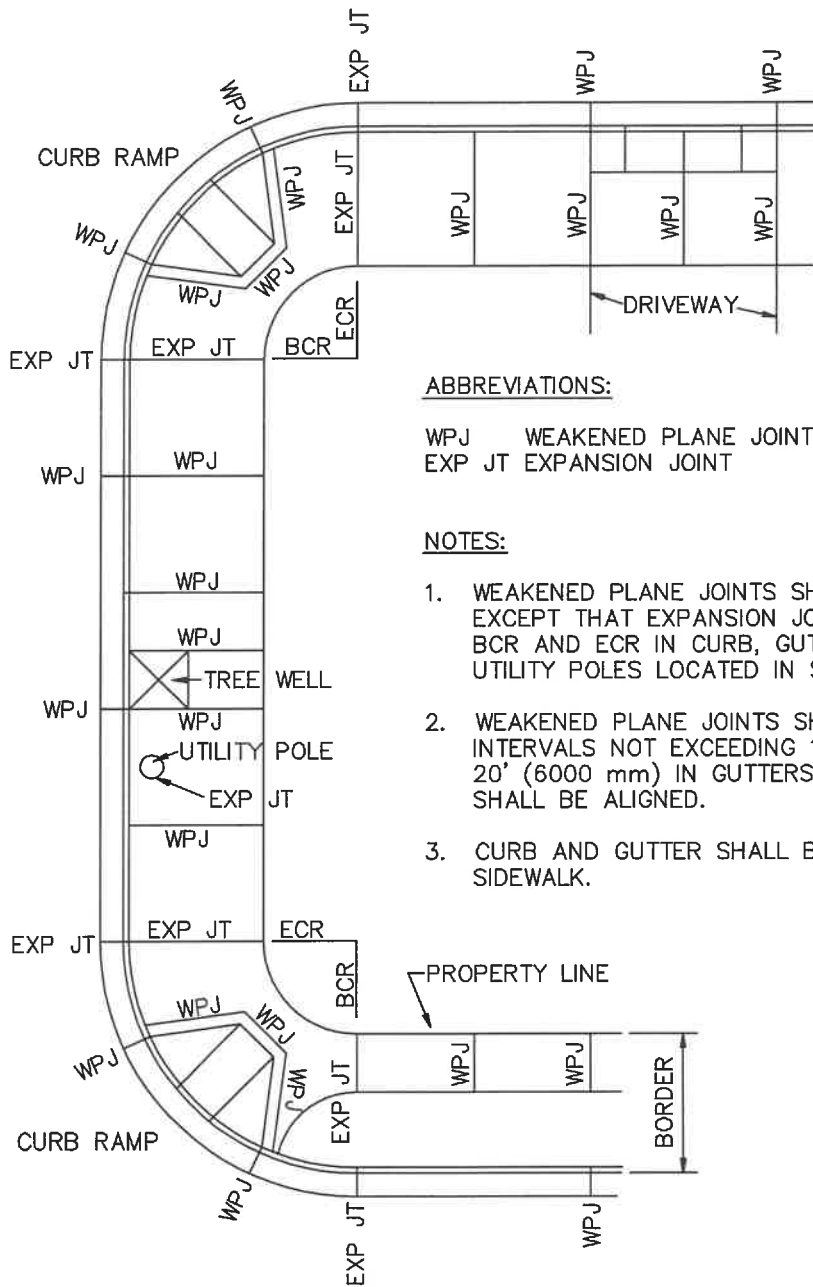 EXP JT
WPJ
WPJ
WPJ
CURB RAMP
WPJ
EXP JT
WPJ
WPJ
WPJ
WPJ
WPJ
WPJ
WPJ
DRIVEWAY
ECR
EXP JT
EXP JT
BCR
ABBREVIATIONS:
WPJ WEAKENED PLANE JOINT
EXP JT EXPANSION JOINT
WPJ
WPJ
NOTES:
1. WEAKENED PLANE JOINTS SH
EXCEPT THAT EXPANSION JO
BCR AND ECR IN CURB, GUT
UTILITY POLES LOCATED IN S
WPJ
WPJ
TREE WELL
WPJ
WPJ
2. WEAKENED PLANE JOINTS SH
INTERVALS NOT EXCEEDING 1
20' (6000 mm) IN GUTTERS
SHALL BE ALIGNED.
UTILITY POLE
EXP JT
WPJ
3. CURB AND GUTTER SHALL B
SIDEWALK.
EXP JT
EXP JT
ECR
BCR
PROPERTY LINE
WPJ
WPJ
WPJ
WPJ
EXP JT
WPJ
WPJ
BORDER
CURB RAMP
WPJ
EXP JT
WPJ